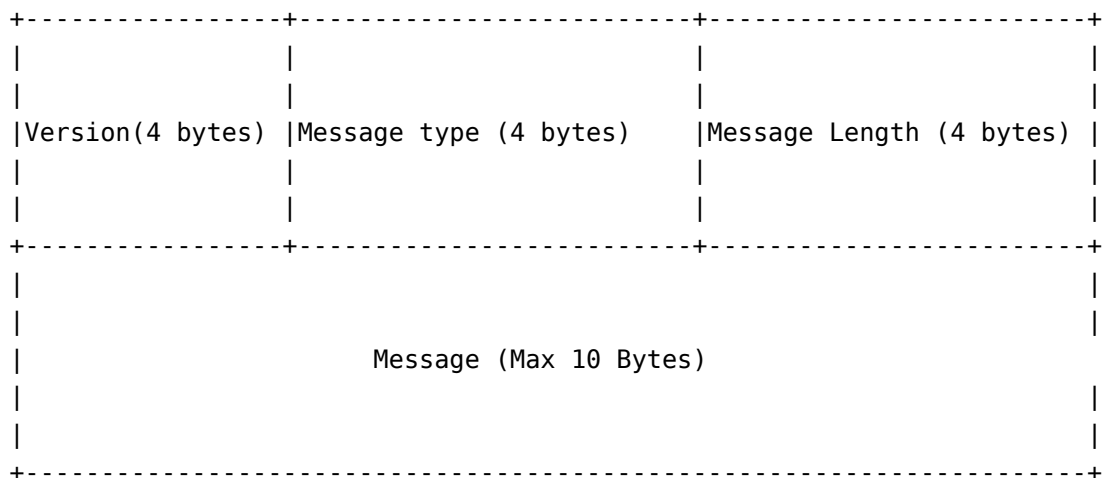 Version(4 bytes) Message type (4 bytes) Message Length (4 bytes)
Message (Max 10 Bytes)